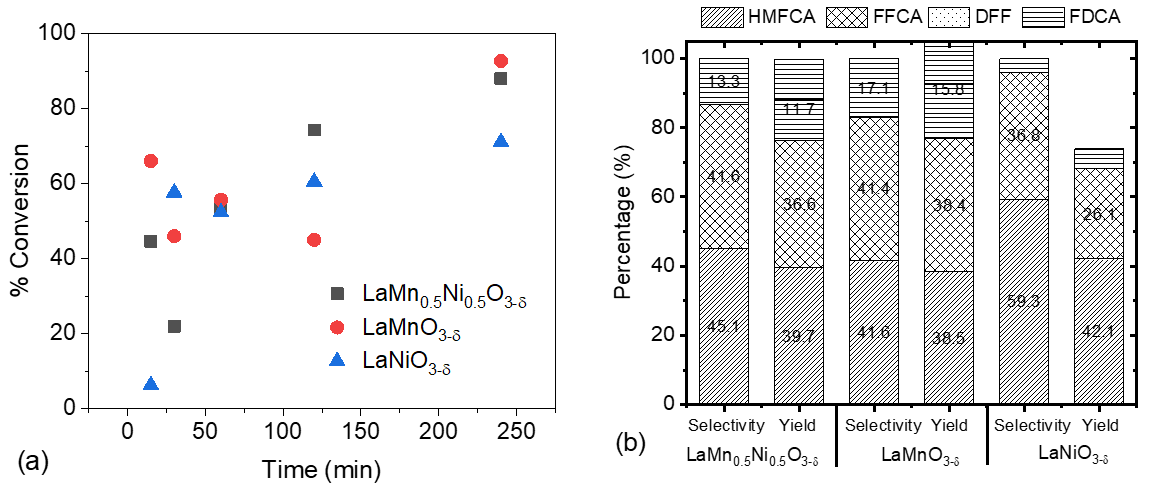 100
80
60
40
20
0
% Conversion
LaMn0.5Ni0.5O3-δ
LaMnO3-δ
LaNiO3-δ
0 50 100 150 200 250
(a)
Time (min)
HMFCA FFCA DFF FDCA
100
80
60
40
20
0
Percentage (%)
13.3 11.7 17.1 15.8
41.6 36.6 41.4 38.4 36.8 26.1
45.1 39.7 41.6 38.5 59.3 42.1
Selectivity Yield Selectivity Yield Selectivity Yield
(b)
LaMn0.5Ni0.5O3-δ LaMnO3-δ LaNiO3-δ